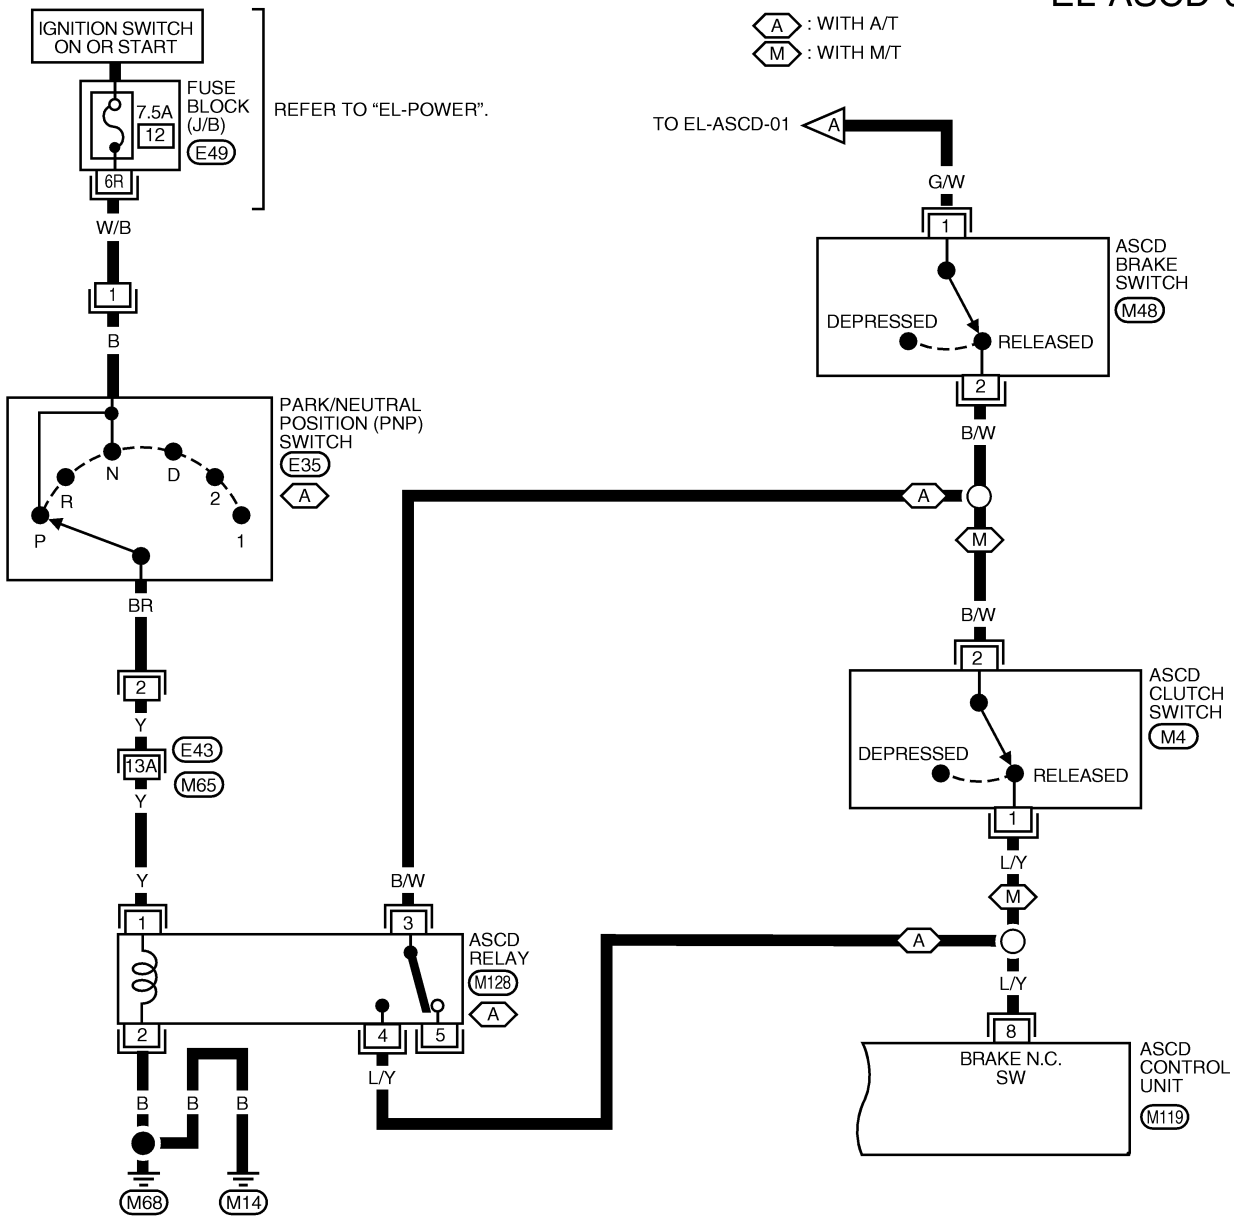 IGNITION SWITCH
ON OR START
FUSE
BLOCK
(J/B)
7.5A
12
E49
REFER TO “EL-POWER”.
6R
W/B
1
B
PARK/NEUTRAL
POSITION (PNP)
SWITCH
E35
A
N
D
R
2
P
1
BR
2
Y
E43
13A
M65
Y
Y
1
B/W
3
ASCD
RELAY
M128
A
2
4
5
L/Y
B
B
B
M68
M14
A : WITH A/T
M : WITH M/T
TO EL-ASCD-01
A
G/W
1
ASCD
BRAKE
SWITCH
M48
DEPRESSED
RELEASED
2
B/W
A
M
B/W
2
ASCD
CLUTCH
SWITCH
M4
DEPRESSED
RELEASED
1
L/Y
M
A
L/Y
8
BRAKE N.C.
SW
ASCD
CONTROL
UNIT
M119